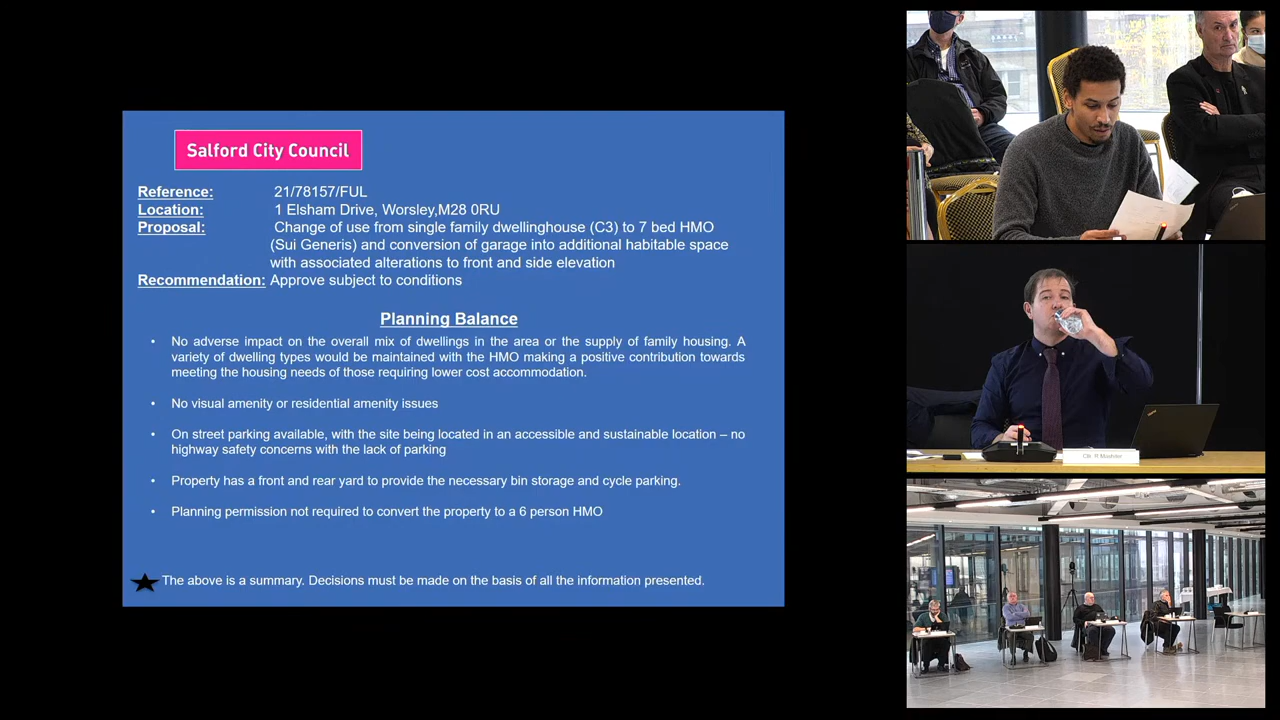 Salford City Council
Reference: 21/78157/FUL
Location: 1 Elsham Drive, Worsley,M28 0RU
Proposal: Change of use from single family dwellinghouse (C3) to 7 bed HMO
(Sui Generis) and conversion of garage into additional habitable space
with associated alterations to front and side elevation
Recommendation: Approve subject to conditions
Planning Balance
• No adverse impact on the overall mix of dwellings in the area or the supply of family housing. A
variety of dwelling types would be maintained with the HMO making a positive contribution towards
meeting the housing needs of those requiring lower cost accommodation.
• No visual amenity or residential amenity issues
• On street parking available, with the site being located in an accessible and sustainable location – no
highway safety concerns with the lack of parking
• Property has a front and rear yard to provide the necessary bin storage and cycle parking.
• Planning permission not required to convert the property to a 6 person HMO
The above is a summary. Decisions must be made on the basis of all the information presented.